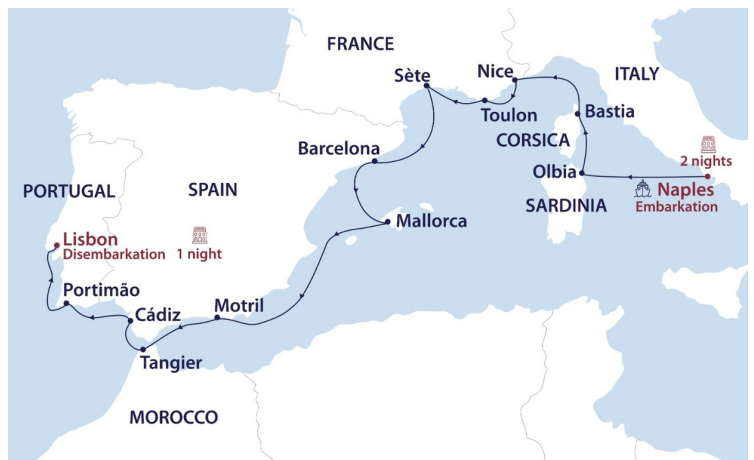 FRANCE
Nice
ITALY
Sète
Toulon
Bastia
CORSICA
Barcelona
2 nights
Olbia
PORTUGAL
SPAIN
Naples
Embarkation
SARDINIA
Mallorca
Lisbon
Disembarkation
1 night
Portimão
Motril
Cádiz
Tangier
MOROCCO